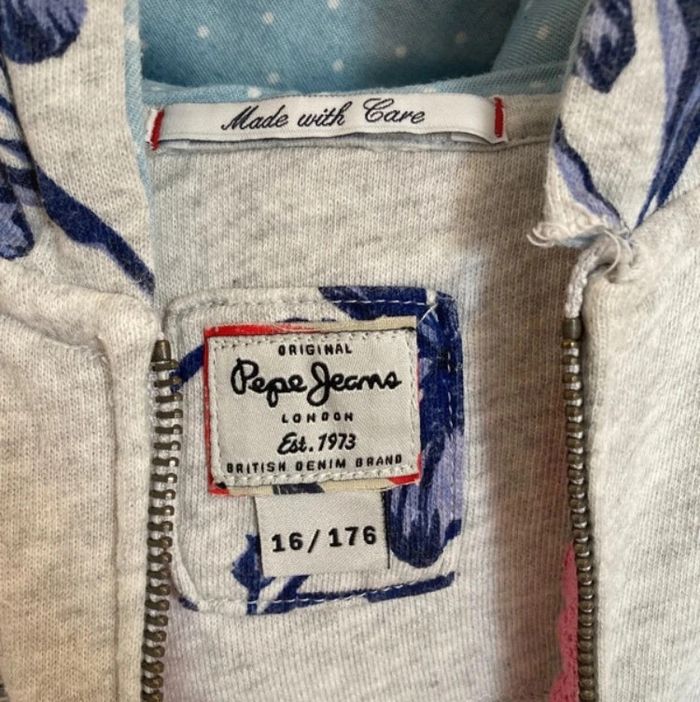 Made with Care
ORIGINAL
Pepe Jeans
LONDON
Est. 1973
BRITISH DENIM BRAND
16/176